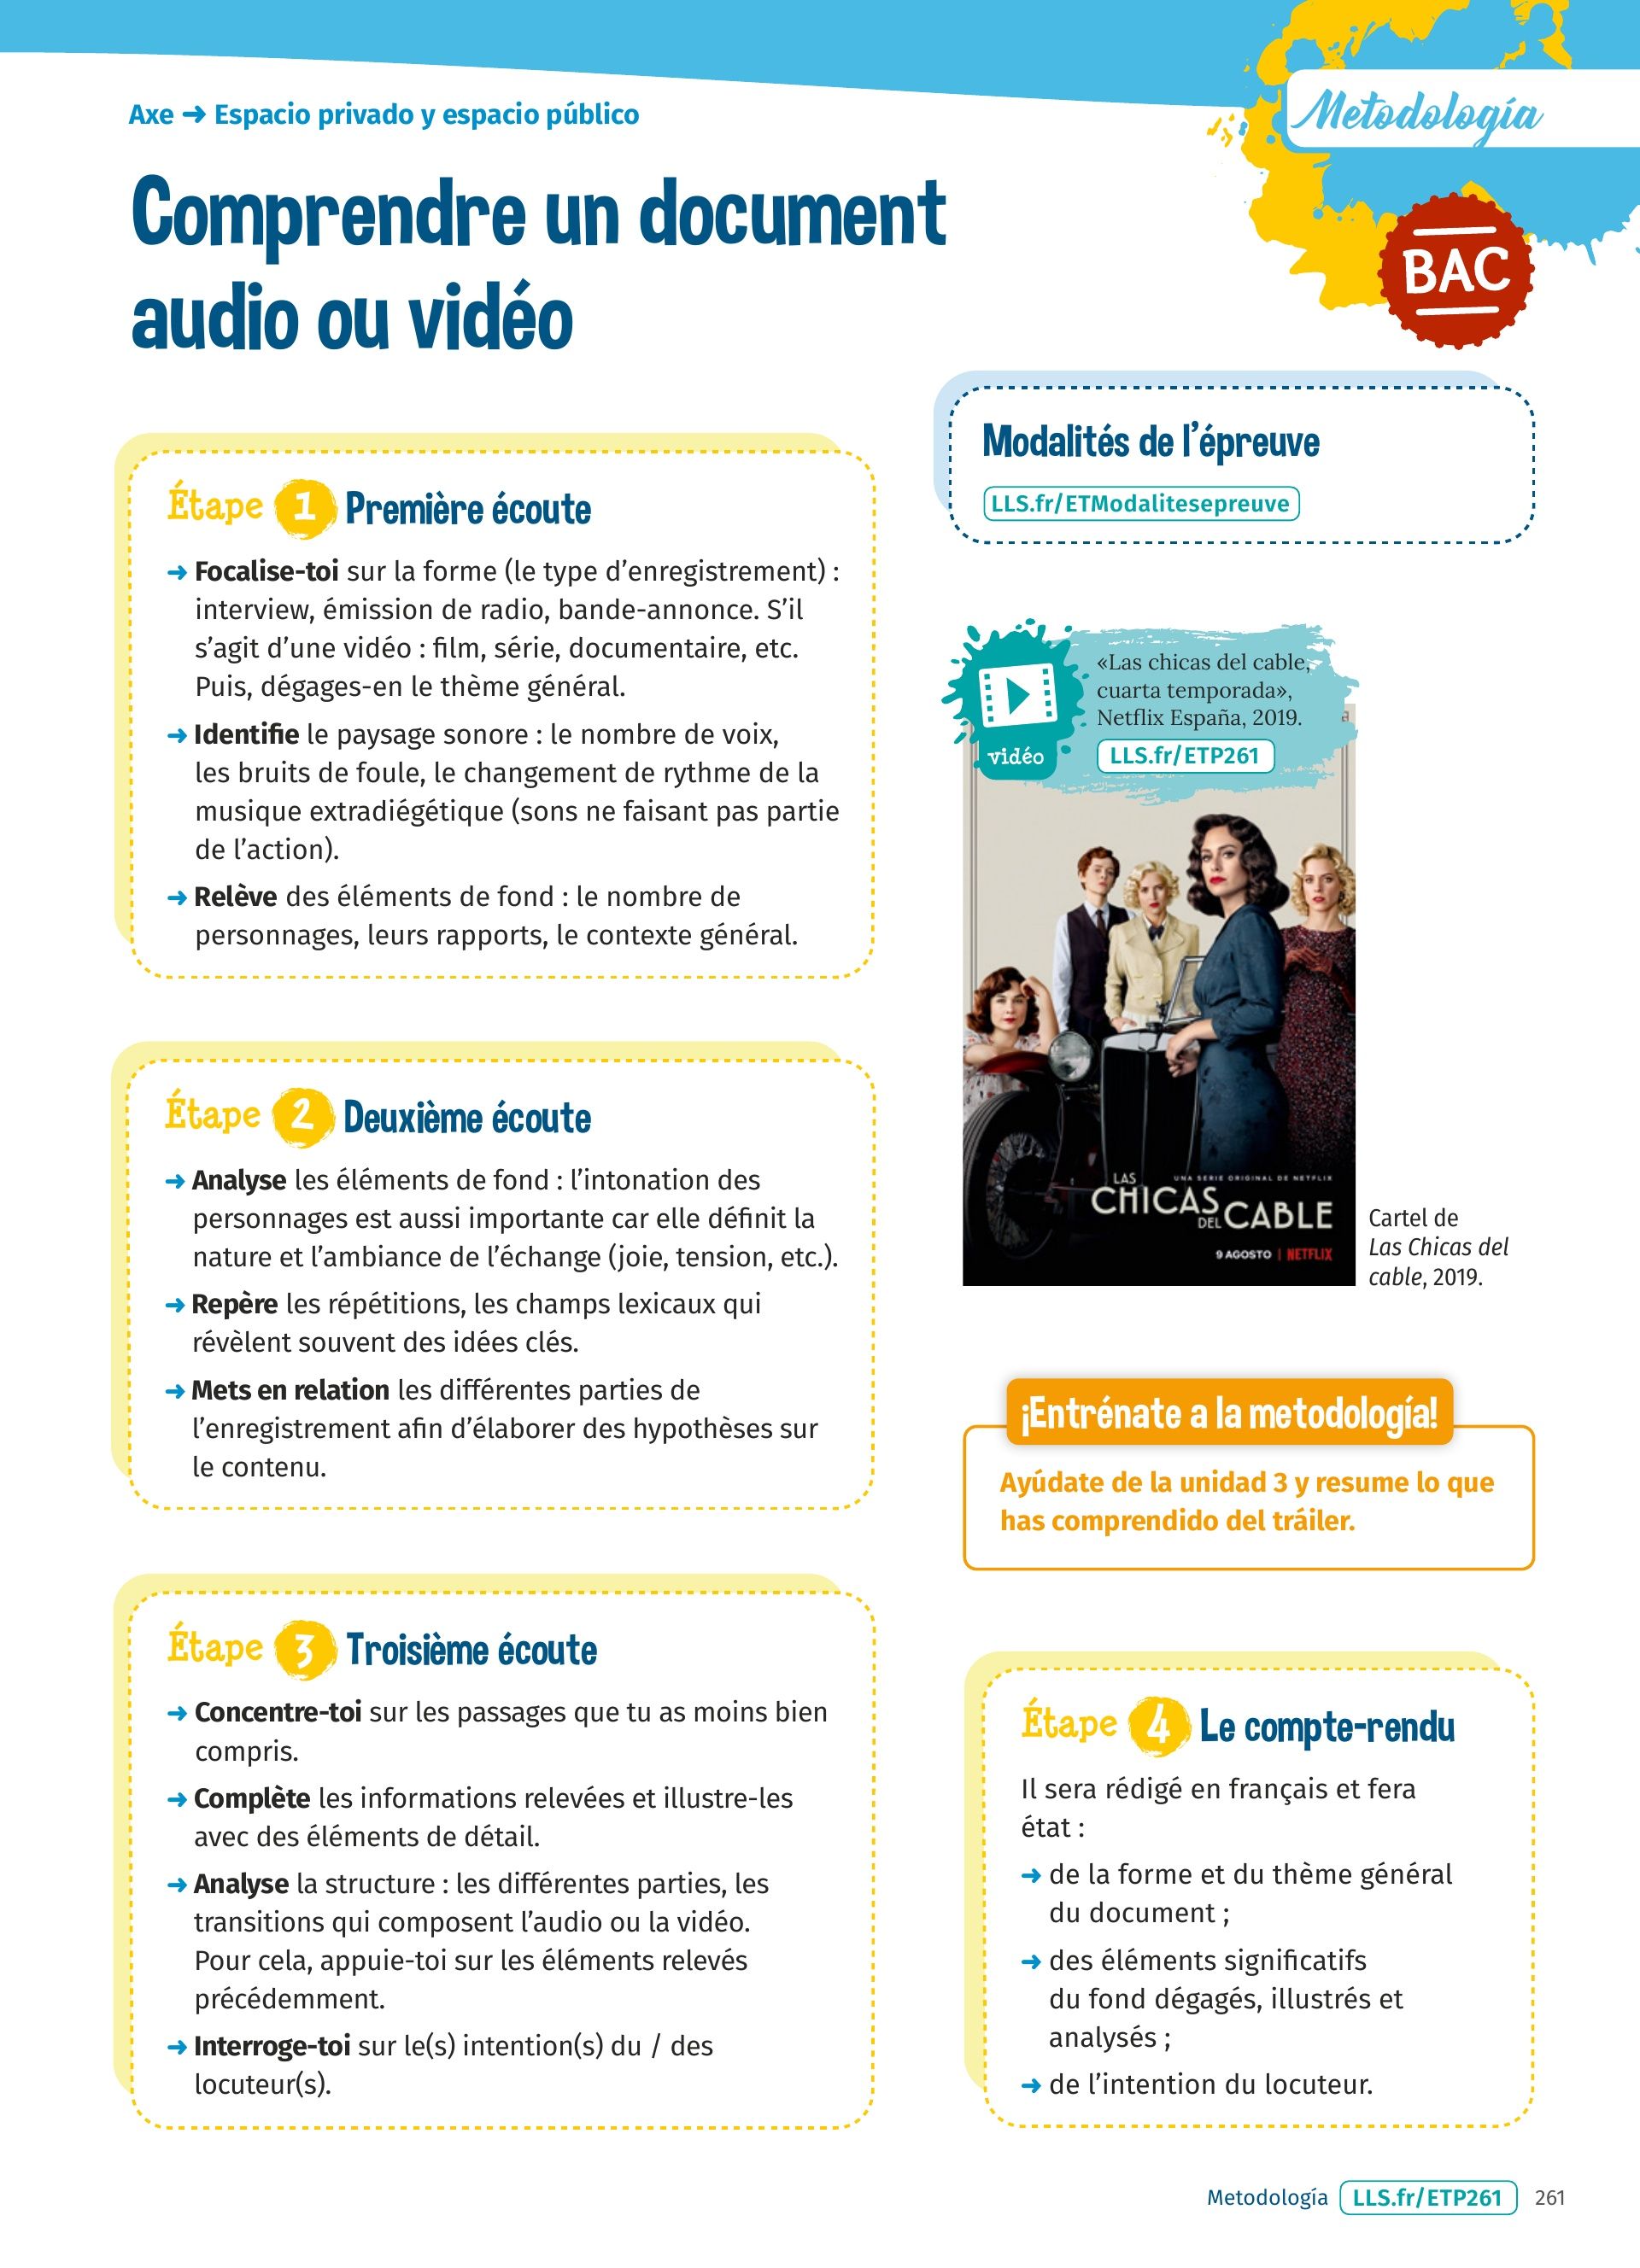 Axe ➜ Espacio privado y espacio público
Metodología
BAC
Comprendre un document
audio ou vidéo
Étape 1 Première écoute
➜ Focalise-toi sur la forme (le type d’enregistrement) :
interview, émission de radio, bande-annonce. S’il
s’agit d’une vidéo : film, série, documentaire, etc.
Puis, dégages-en le thème général.
➜ Identifie le paysage sonore : le nombre de voix,
les bruits de foule, le changement de rythme de la
musique extradiégétique (sons ne faisant pas partie
de l’action).
➜ Relève des éléments de fond : le nombre de
personnages, leurs rapports, le contexte général.
Étape 2 Deuxième écoute
➜ Analyse les éléments de fond : l’intonation des
personnages est aussi importante car elle définit la
nature et l’ambiance de l’échange (joie, tension, etc.).
➜ Repère les répétitions, les champs lexicaux qui
révèlent souvent des idées clés.
➜ Mets en relation les différentes parties de
l’enregistrement afin d’élaborer des hypothèses sur
le contenu.
Étape 3 Troisième écoute
➜ Concentre-toi sur les passages que tu as moins bien
compris.
➜ Complète les informations relevées et illustre-les
avec des éléments de détail.
➜ Analyse la structure : les différentes parties, les
transitions qui composent l’audio ou la vidéo.
Pour cela, appuie-toi sur les éléments relevés
précédemment.
➜ Interroge-toi sur le(s) intention(s) du / des
locuteur(s).
Modalités de l’épreuve
LLS.fr/ETModalitesepreuve
«Las chicas del cable,
cuarta temporada»,
Netflix España, 2019.
vidéo
LLS.fr/ETP261
UNA SERIE ORIGINAL DE NETFLIX
LAS
CHICAS
DEL CABLE
9 AGOSTO | NETFLIX
Cartel de
Las Chicas del
cable, 2019.
¡Entrénate a la metodología!
Ayúdate de la unidad 3 y resume lo que
has comprendido del tráiler.
Étape 4 Le compte-rendu
Il sera rédigé en français et fera
état :
➜ de la forme et du thème général
du document ;
➜ des éléments significatifs
du fond dégagés, illustrés et
analysés ;
➜ de l’intention du locuteur.
Metodología LLS.fr/ETP261 261